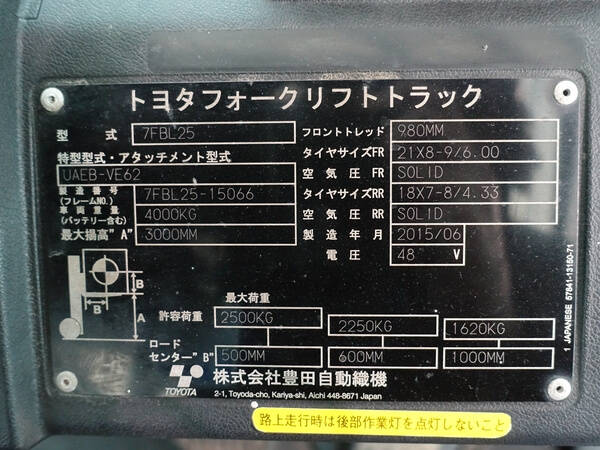 トヨタフォークリフトトラック
型式 7FBL25 フロントトレッド 980MM
特型型式・アタッチメント型式 タイヤサイズFR 21X8-9/6.00
UAEB-VE62 空気圧FR SOLID
製造番号 (フレームNO.) 7FBL25-15066 タイヤサイズRR 18X7-8/4.33
車両重量 (バッテリー含む) 4000KG 空気圧RR SOLID
最大揚高"A" 3000MM 製造年月 2015/06
電圧 48 V
B
B A
最大荷重
許容荷重 2500KG 2250KG 1620KG
ロードセンター"B" 500MM 600MM 1000MM
TOYOTA 株式会社豊田自動織機
2-1, Toyoda-cho, Kariya-shi, Aichi 448-8671 Japan
1 JAPANESE 57841-13150-71
路上走行時は後部作業灯を点灯しないこと